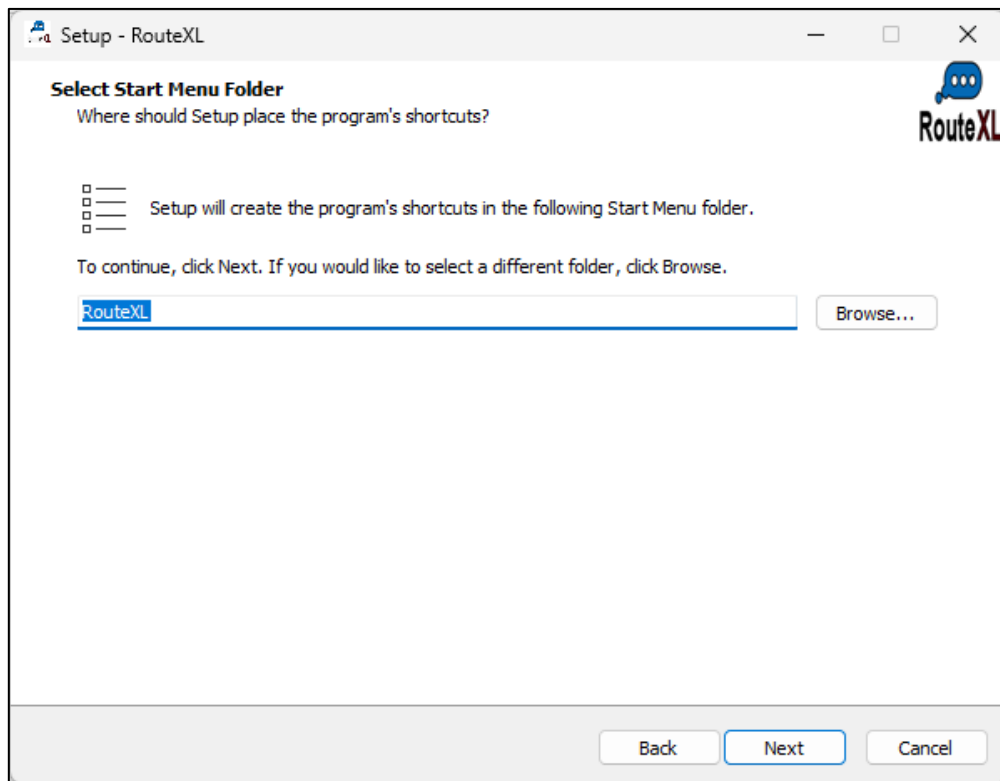 Setup - RouteXL
Select Start Menu Folder
Where should Setup place the program's shortcuts?
RouteXL
Setup will create the program's shortcuts in the following Start Menu folder.
To continue, click Next. If you would like to select a different folder, click Browse.
RouteXL
Browse...
Back
Next
Cancel